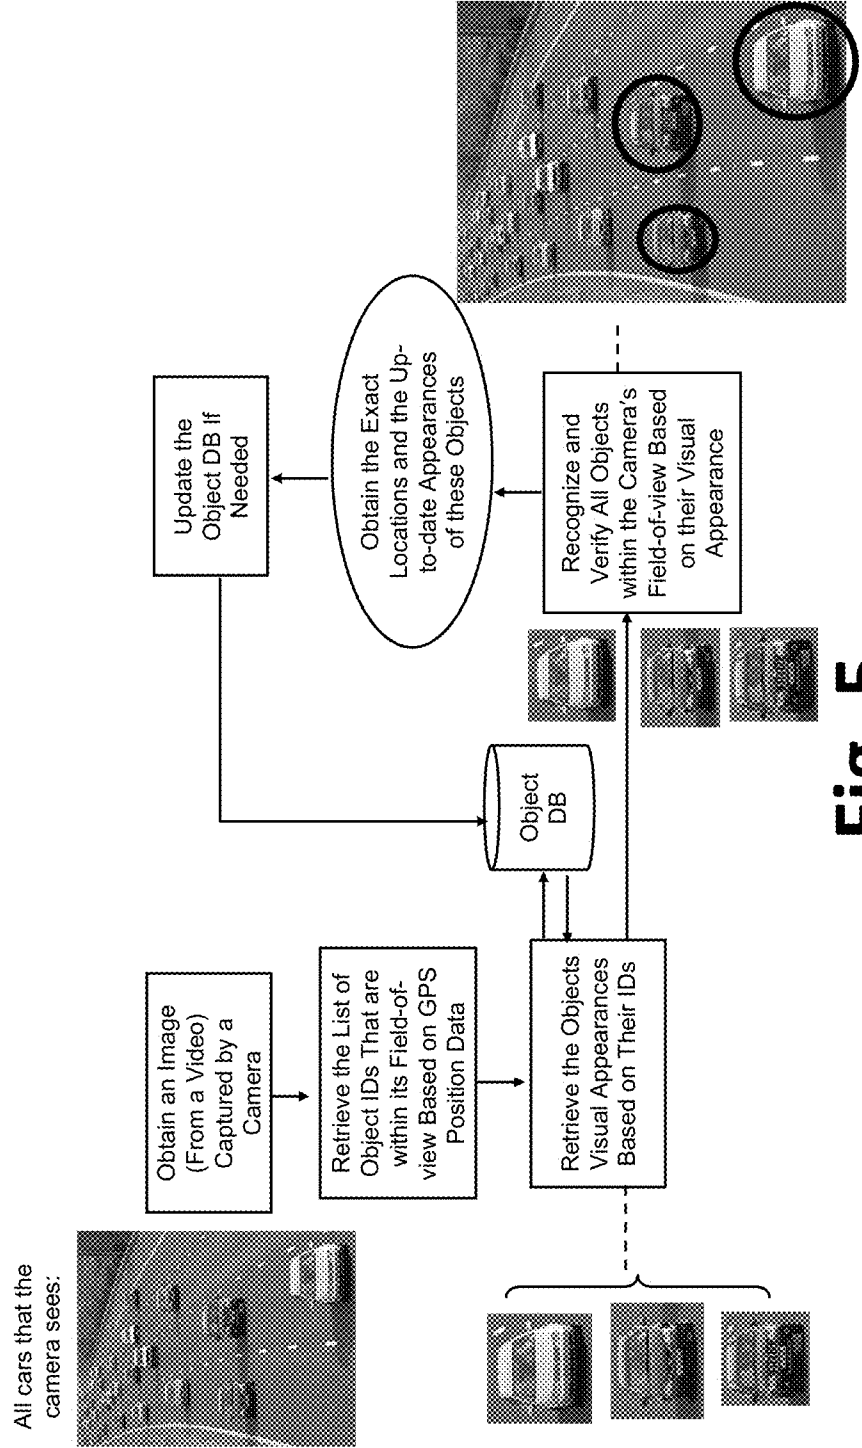 All cars that the
camera sees:
Obtain an Image
(From a Video)
Captured by a
Camera
Retrieve the List of
Object IDs That are
within its Field-of-
view Based on GPS
Position Data
Retrieve the Objects
Visual Appearances
Based on Their IDs
Object
DB
Update the
Object DB If
Needed
Obtain the Exact
Locations and the Up-
to-date Appearances
of these Objects
Recognize and
Verify All Objects
within the Camera's
Field-of-view Based
on their Visual
Appearance
Fig. 5